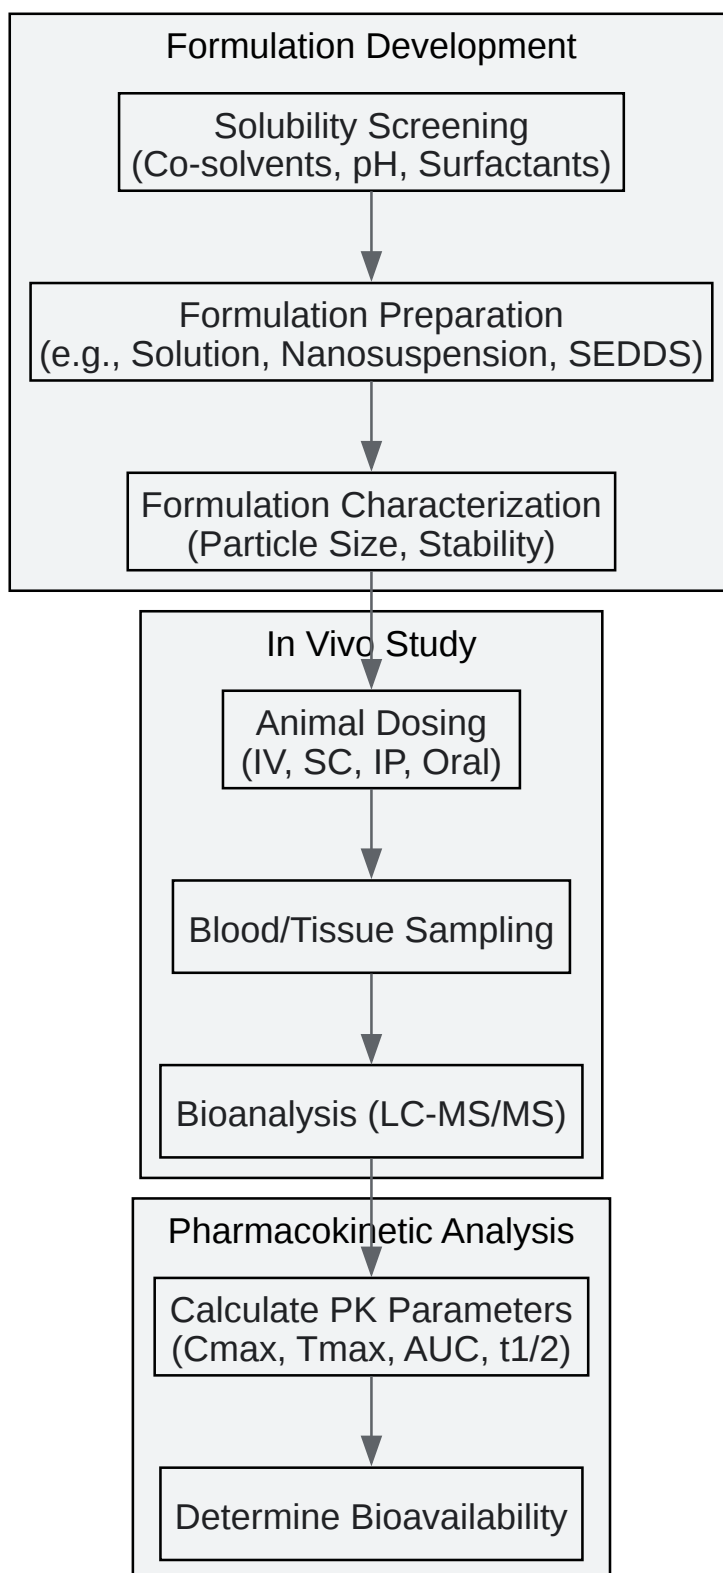 Formulation Development
Solubility Screening
(Co-solvents, pH, Surfactants)
Formulation Preparation
(e.g., Solution, Nanosuspension, SEDDS)
Formulation Characterization
(Particle Size, Stability)
In Vivo Study
Animal Dosing
(IV, SC, IP, Oral)
Blood/Tissue Sampling
Bioanalysis (LC-MS/MS)
Pharmacokinetic Analysis
Calculate PK Parameters
(Cmax, Tmax, AUC, t1/2)
Determine Bioavailability